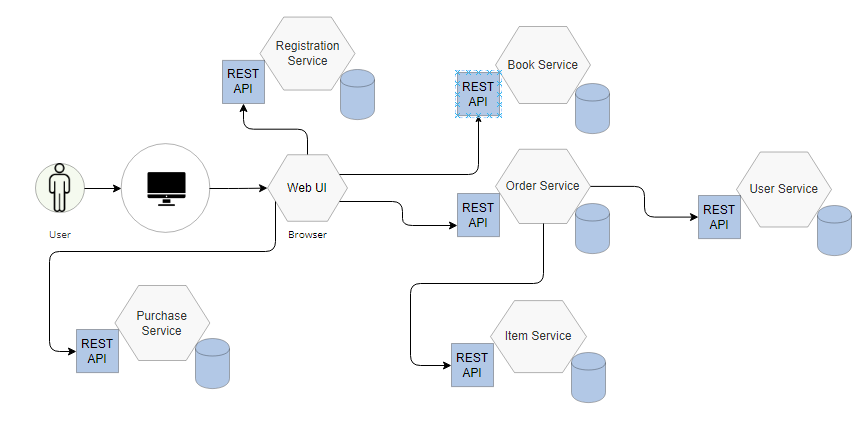 Registration
Service
REST
API
Book Service
REST
API
Web UI
Browser
User
Order Service
REST
API
User Service
REST
API
Purchase
Service
REST
API
Item Service
REST
API